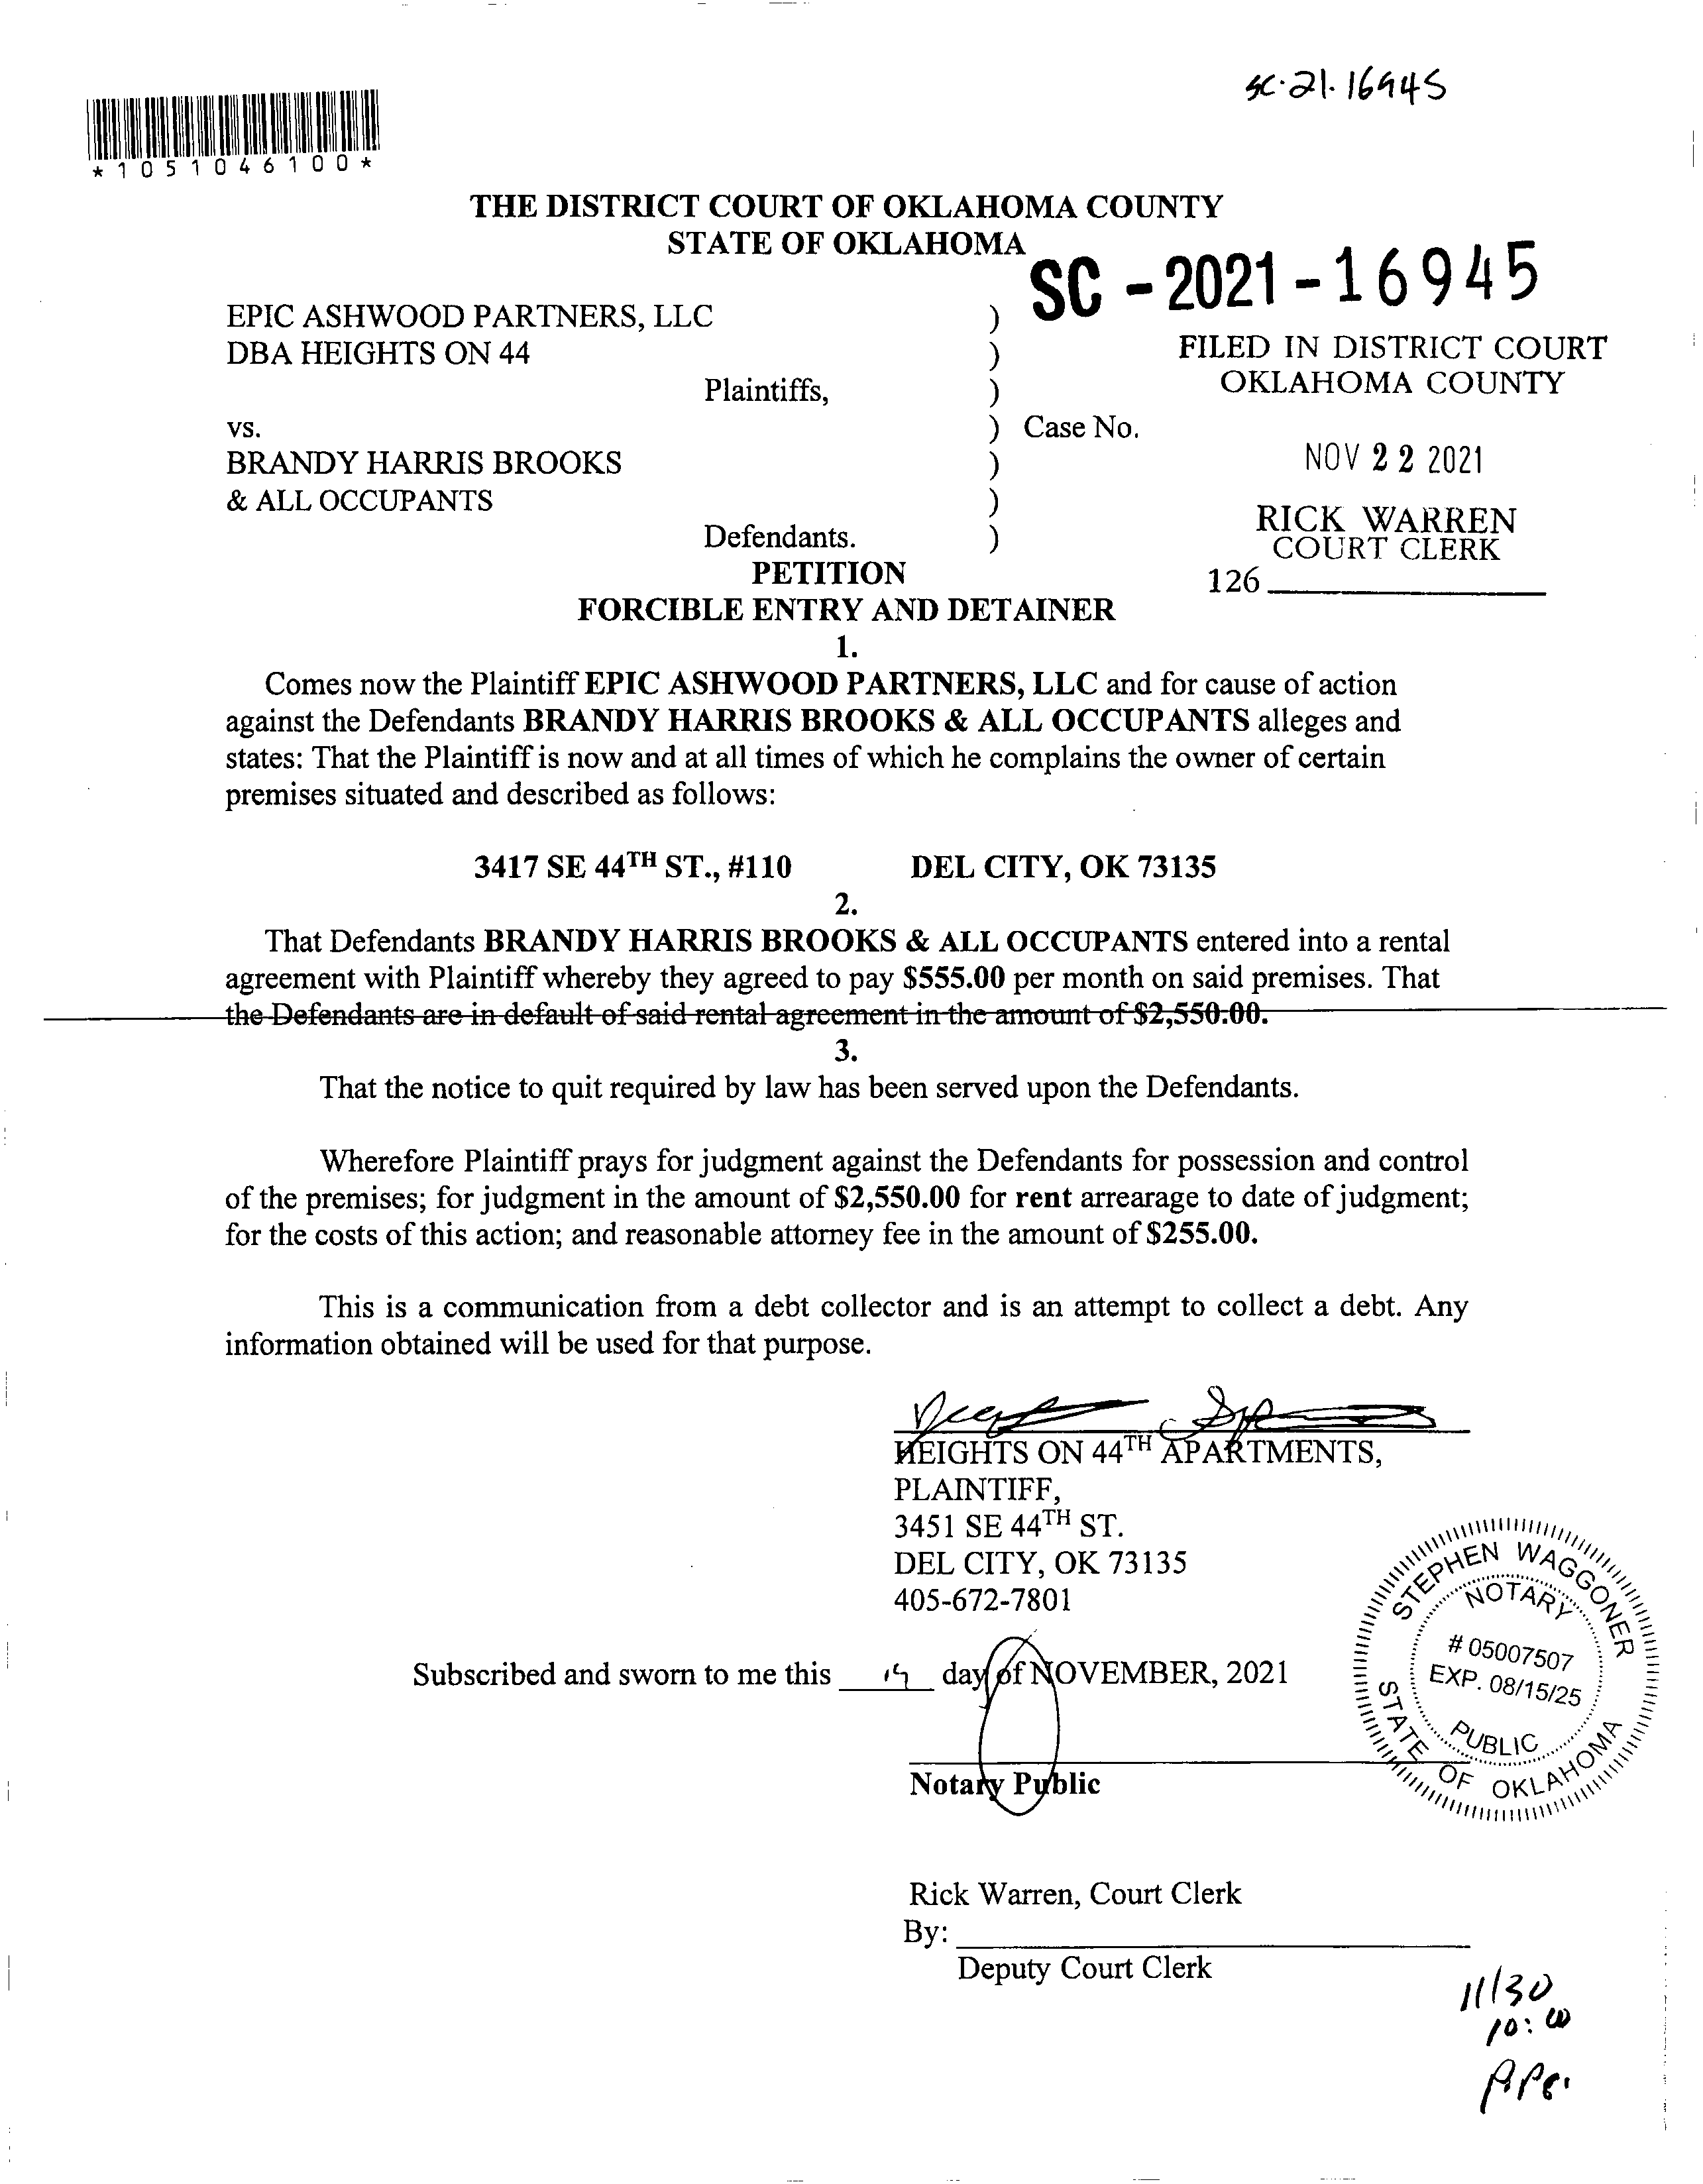 SC-21-16945
*1051046100*
THE DISTRICT COURT OF OKLAHOMA COUNTY
STATE OF OKLAHOMA
SC - 2021 - 16945
EPIC ASHWOOD PARTNERS, LLC )
DBA HEIGHTS ON 44 )
FILED IN DISTRICT COURT
OKLAHOMA COUNTY
Plaintiffs, )
vs. ) Case No.
BRANDY HARRIS BROOKS )
NOV 22 2021
& ALL OCCUPANTS )
RICK WARREN
COURT CLERK
Defendants. )
126
PETITION
FORCIBLE ENTRY AND DETAINER
1.
Comes now the Plaintiff EPIC ASHWOOD PARTNERS, LLC and for cause of action
against the Defendants BRANDY HARRIS BROOKS & ALL OCCUPANTS alleges and
states: That the Plaintiff is now and at all times of which he complains the owner of certain
premises situated and described as follows:
3417 SE 44TH ST., #110 DEL CITY, OK 73135
2.
That Defendants BRANDY HARRIS BROOKS & ALL OCCUPANTS entered into a rental
agreement with Plaintiff whereby they agreed to pay $555.00 per month on said premises. That
the Defendants are in default of said rental agreement in the amount of $2,550.00.
3.
That the notice to quit required by law has been served upon the Defendants.
Wherefore Plaintiff prays for judgment against the Defendants for possession and control
of the premises; for judgment in the amount of $2,550.00 for rent arrearage to date of judgment;
for the costs of this action; and reasonable attorney fee in the amount of $255.00.
This is a communication from a debt collector and is an attempt to collect a debt. Any
information obtained will be used for that purpose.
HEIGHTS ON 44TH APARTMENTS,
PLAINTIFF,
3451 SE 44TH ST.
DEL CITY, OK 73135
405-672-7801
STEPHEN WAGGONER
NOTARY
# 05007507
EXP. 08/15/25
PUBLIC
STATE OF OKLAHOMA
Subscribed and sworn to me this 19 day of NOVEMBER, 2021
Notary Public
Rick Warren, Court Clerk
By:
Deputy Court Clerk
11/30
10:00